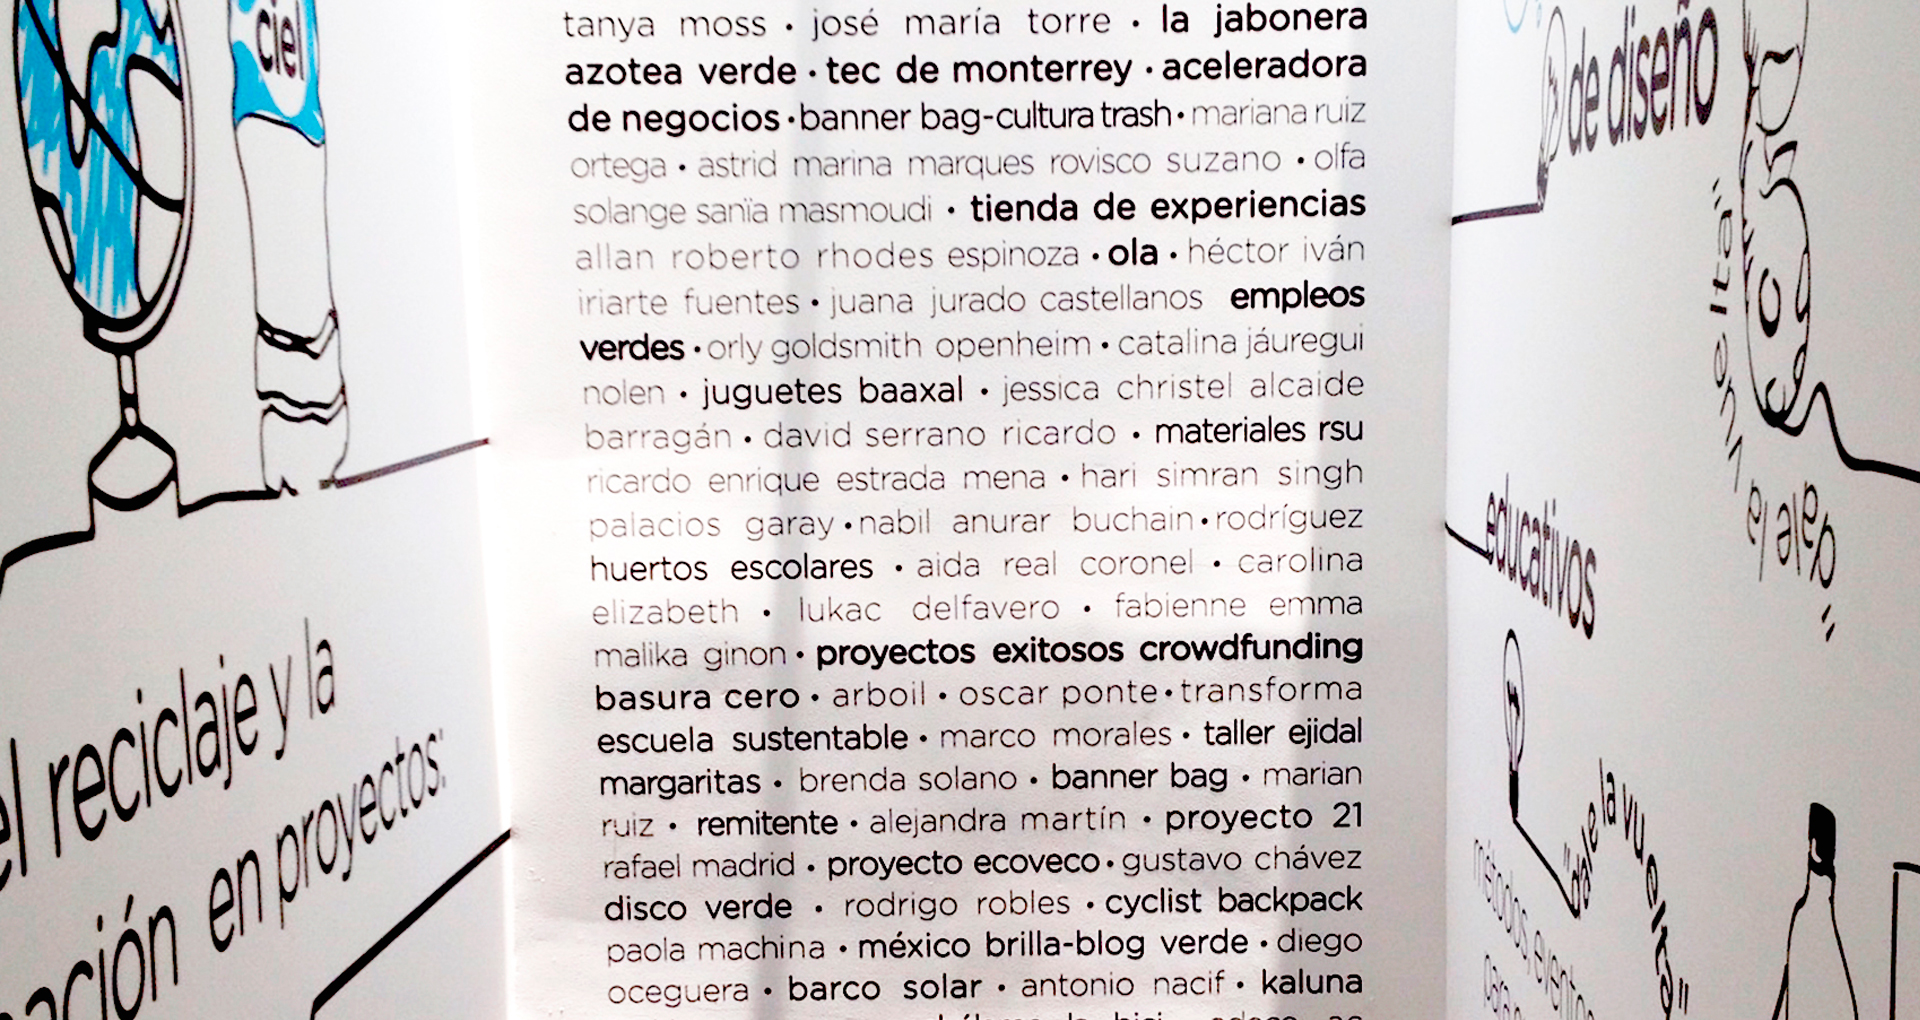 ciel
el reciclaje y la
en proyectos:
tanya moss · josé maría torre · la jabonera
azotea verde · tec de monterrey · aceleradora
de negocios · banner bag-cultura trash · mariana ruiz
ortega · astrid marina marques rovisco suzano · olfa
solange sanïa masmoudi · tienda de experiencias
allan roberto rhodes espinoza · ola · héctor iván
iriarte fuentes · juana jurado castellanos empleos
verdes · orly goldsmith openheim · catalina jáuregui
nolen · juguetes baaxal · jessica christel alcaide
barragán · david serrano ricardo · materiales rsu
ricardo enrique estrada mena · hari simran singh
palacios garay · nabil anurar buchain · rodríguez
huertos escolares · aida real coronel · carolina
elizabeth · lukac delfavero · fabienne emma
malika ginon · proyectos exitosos crowdfunding
basura cero · arboil · oscar ponte · transforma
escuela sustentable · marco morales · taller ejidal
margaritas · brenda solano · banner bag · marian
ruiz · remitente · alejandra martín · proyecto 21
rafael madrid · proyecto ecoveco · gustavo chávez
disco verde · rodrigo robles · cyclist backpack
paola machina · méxico brilla-blog verde · diego
oceguera · barco solar · antonio nacif · kaluna
de diseño
"dale la vuelta"
educativos
"dale la vuelta"
métodos, eventos
para